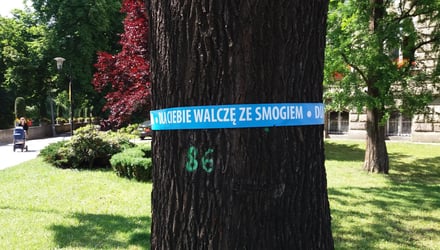 DLA CIEBIE WALCZĘ ZE SMOGIEM • DL
86